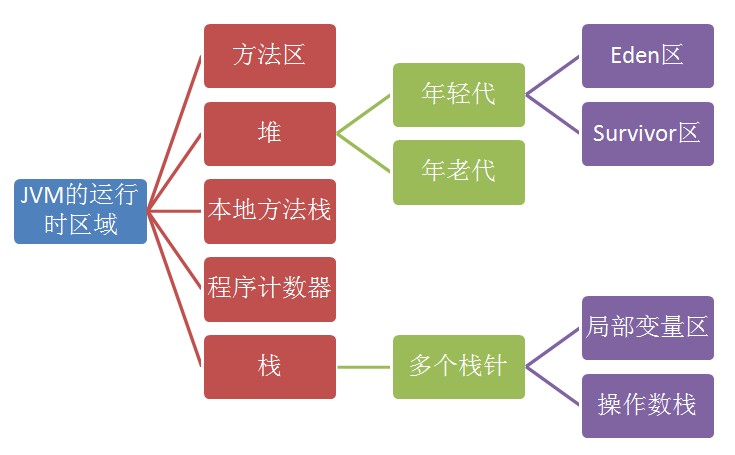 JVM的运行
时区域
方法区
堆
本地方法栈
程序计数器
栈
年轻代
年老代
多个栈针
Eden区
Survivor区
局部变量区
操作数栈